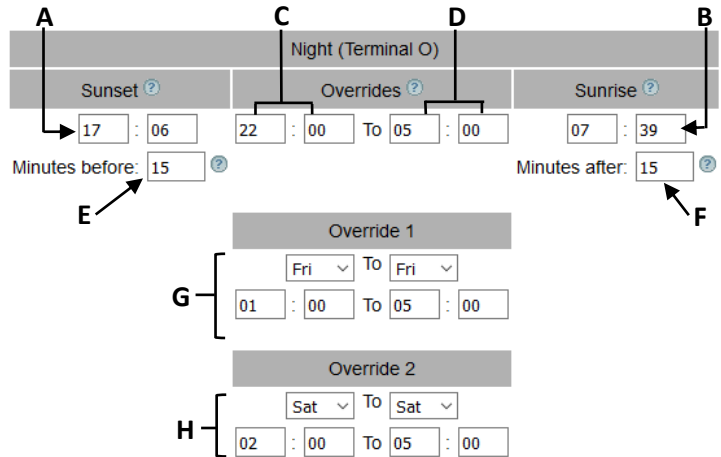 A C D B
Night (Terminal O)
Sunset ? Overrides ? Sunrise ?
17 : 06 22 : 00 To 05 : 00 07 : 39
Minutes before: 15 ? Minutes after: 15 ?
E F
Override 1
Fri To Fri
G
01 : 00 To 05 : 00
Override 2
Sat To Sat
H
02 : 00 To 05 : 00